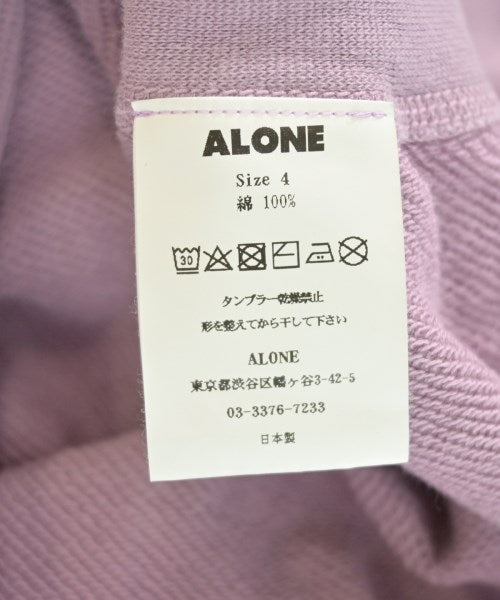 ALONE
Size 4
綿 100%
30
タンブラー乾燥禁止
形を整えてから干して下さい
ALONE
東京都渋谷区幡ヶ谷3-42-5
03-3376-7233
日本製